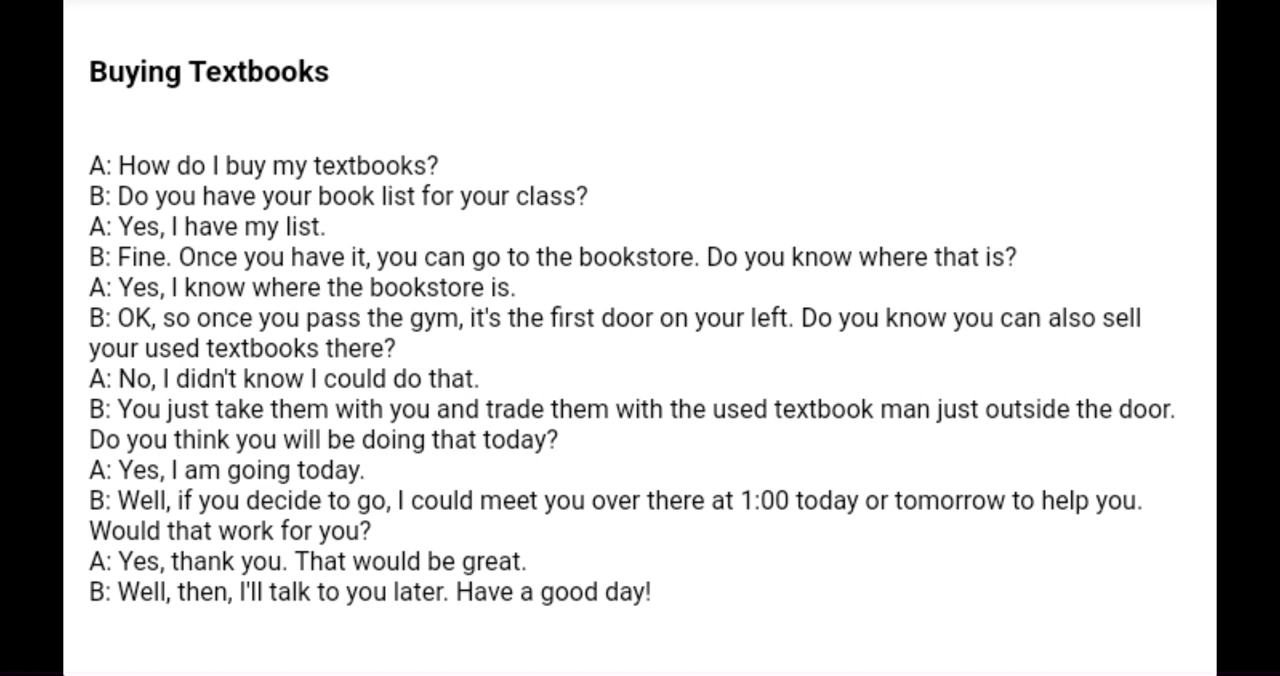 Buying Textbooks
A: How do I buy my textbooks?
B: Do you have your book list for your class?
A: Yes, I have my list.
B: Fine. Once you have it, you can go to the bookstore. Do you know where that is?
A: Yes, I know where the bookstore is.
B: OK, so once you pass the gym, it's the first door on your left. Do you know you can also sell
your used textbooks there?
A: No, I didn't know I could do that.
B: You just take them with you and trade them with the used textbook man just outside the door.
Do you think you will be doing that today?
A: Yes, I am going today.
B: Well, if you decide to go, I could meet you over there at 1:00 today or tomorrow to help you.
Would that work for you?
A: Yes, thank you. That would be great.
B: Well, then, I'll talk to you later. Have a good day!